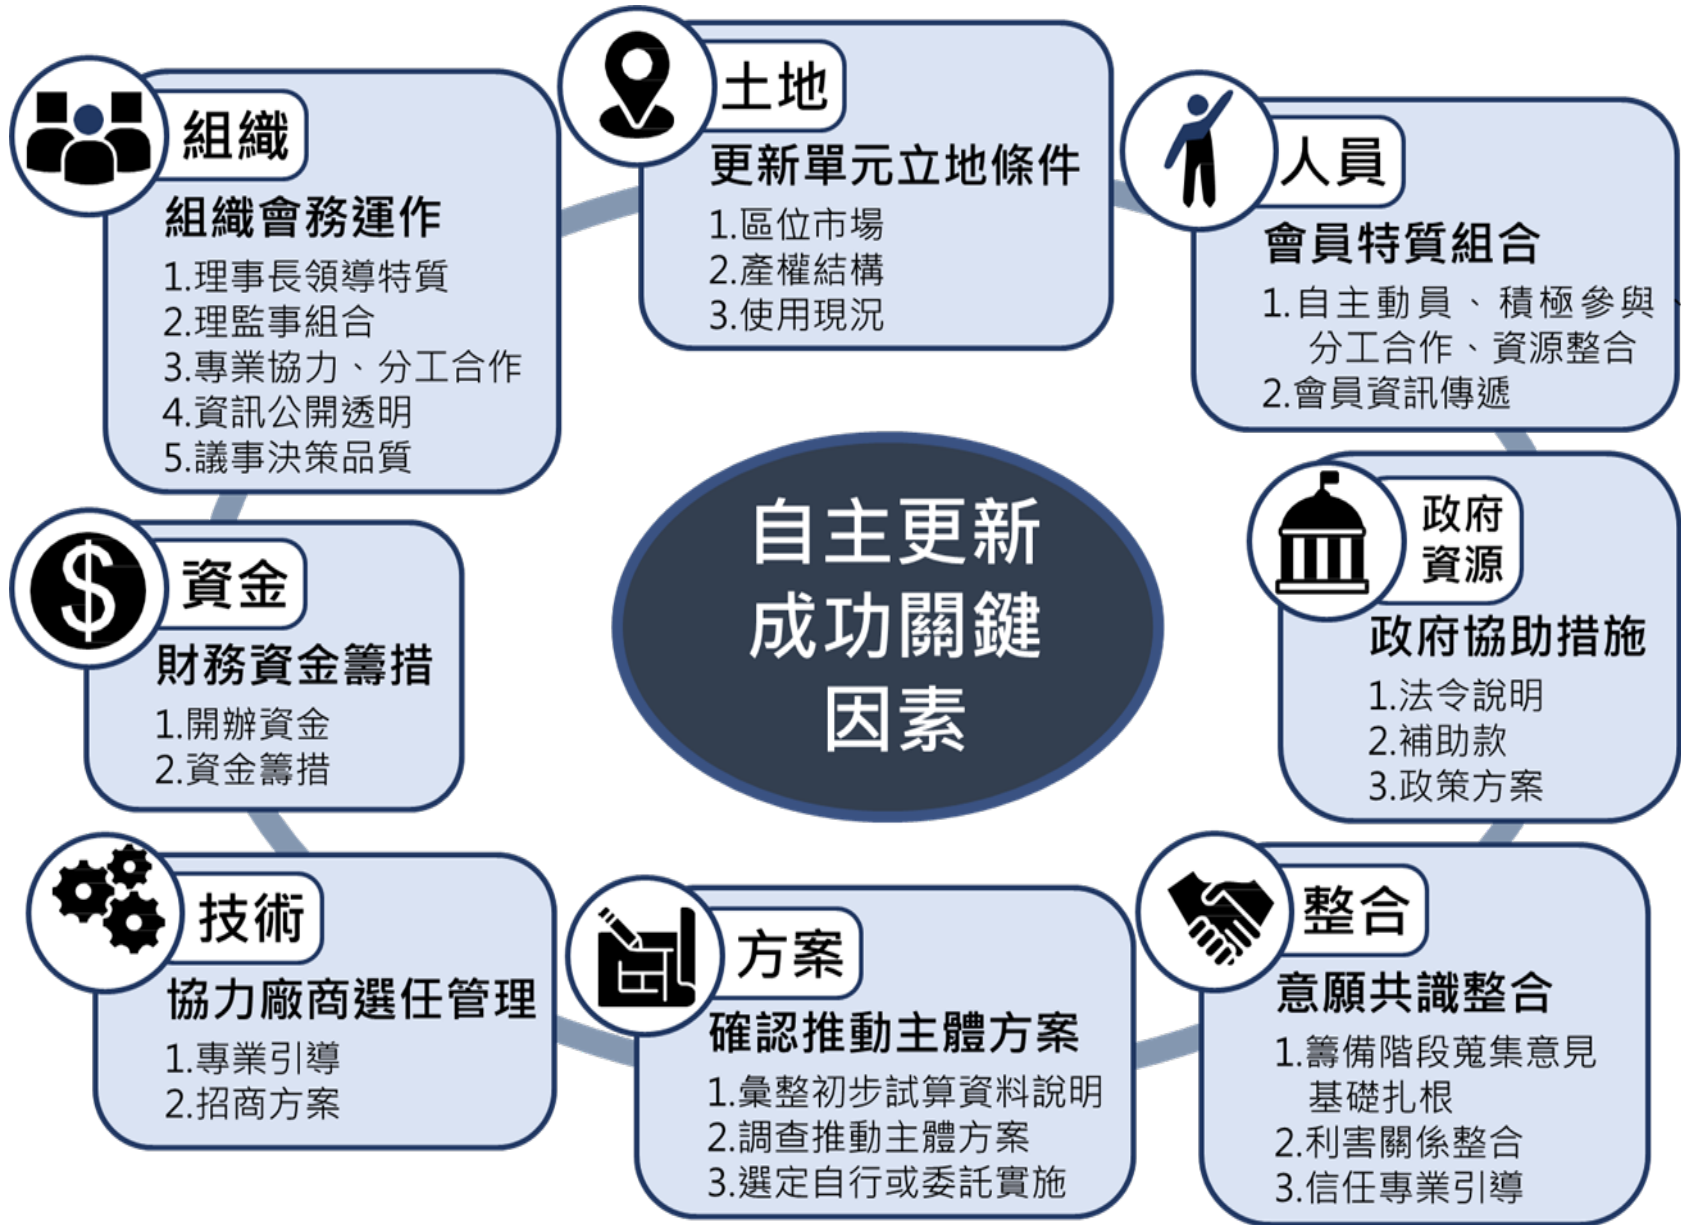 組織
組織會務運作
1.理事長領導特質
2.理監事組合
3.專業協力、分工合作
4.資訊公開透明
5.議事決策品質
土地
更新單元立地條件
1.區位市場
2.產權結構
3.使用現況
人員
會員特質組合
1.自主動員、積極參與、
分工合作、資源整合
2.會員資訊傳遞
自主更新
成功關鍵
因素
資金
財務資金籌措
1.開辦資金
2.資金籌措
政府
資源
政府協助措施
1.法令說明
2.補助款
3.政策方案
技術
協力廠商選任管理
1.專業引導
2.招商方案
方案
確認推動主體方案
1.彙整初步試算資料說明
2.調查推動主體方案
3.選定自行或委託實施
整合
意願共識整合
1.籌備階段蒐集意見
基礎扎根
2.利害關係整合
3.信任專業引導